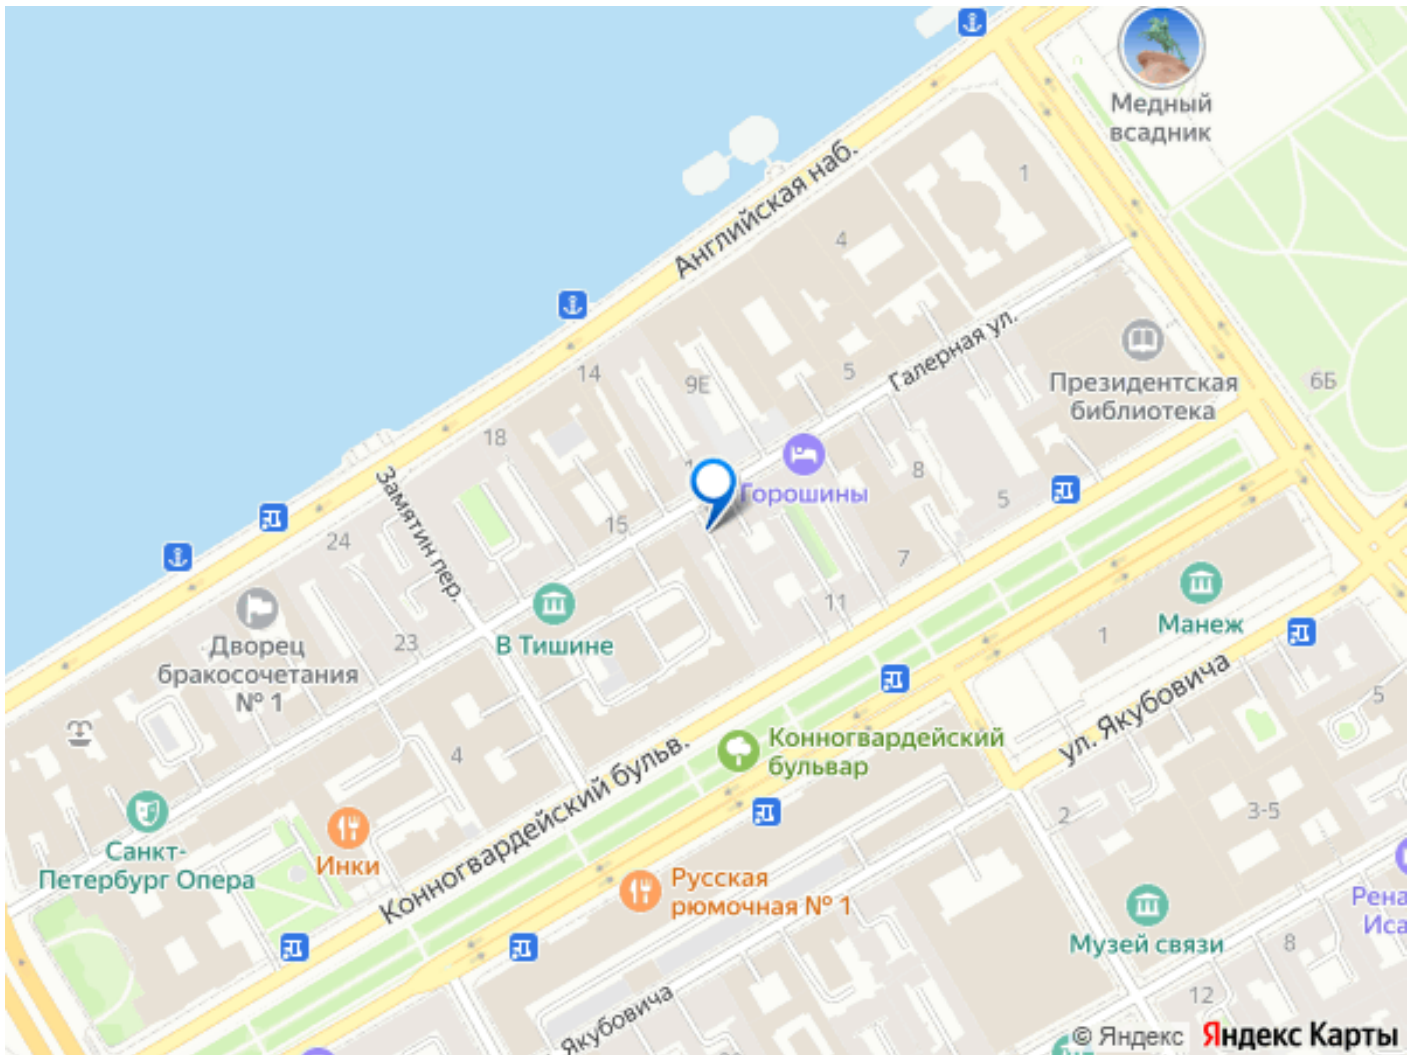 Медный
всадник
Английская наб.
1
4
Галерная ул.
Президентская
библиотека
6Б
5
9Е
14
18
Замятин пер.
Горошины
8
5
15
7
24
11
Манеж
1
В Тишине
23
Дворец
бракосочетания
№ 1
ул. Якубовича
5
Конногвардейский
бульвар
Конногвардейский бульв.
4
2
3-5
Инки
Санкт-
Петербург Опера
Русская
рюмочная № 1
Музей связи
Рена
Иса
8
12
Якубовича
© Яндекс
Яндекс Карты